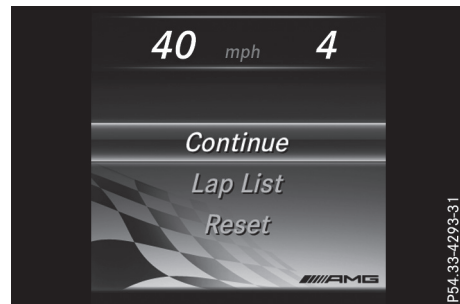 40 mph 4
Continue
Lap List
Reset
AMG
P54.33-4293-31